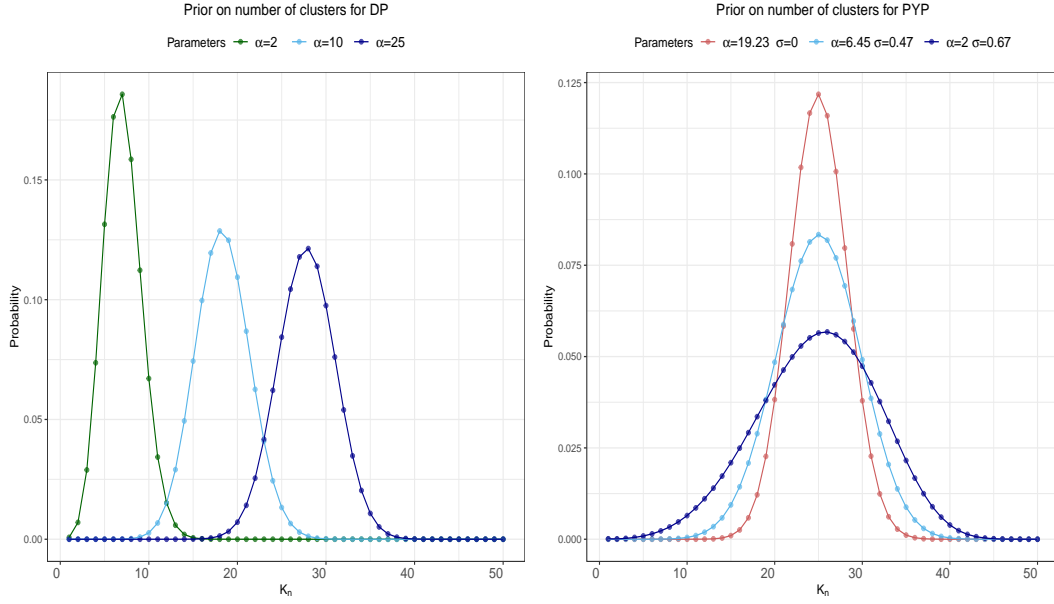 Prior on number of clusters for DP
Parameters α=2 α=10 α=25
0.15
0.10
0.05
0.00
Probability
0 10 20 30 40 50
Kn
Prior on number of clusters for PYP
Parameters α=19.23 σ=0 α=6.45 σ=0.47 α=2 σ=0.67
0.125
0.100
0.075
0.050
0.025
0.000
Probability
0 10 20 30 40 50
Kn